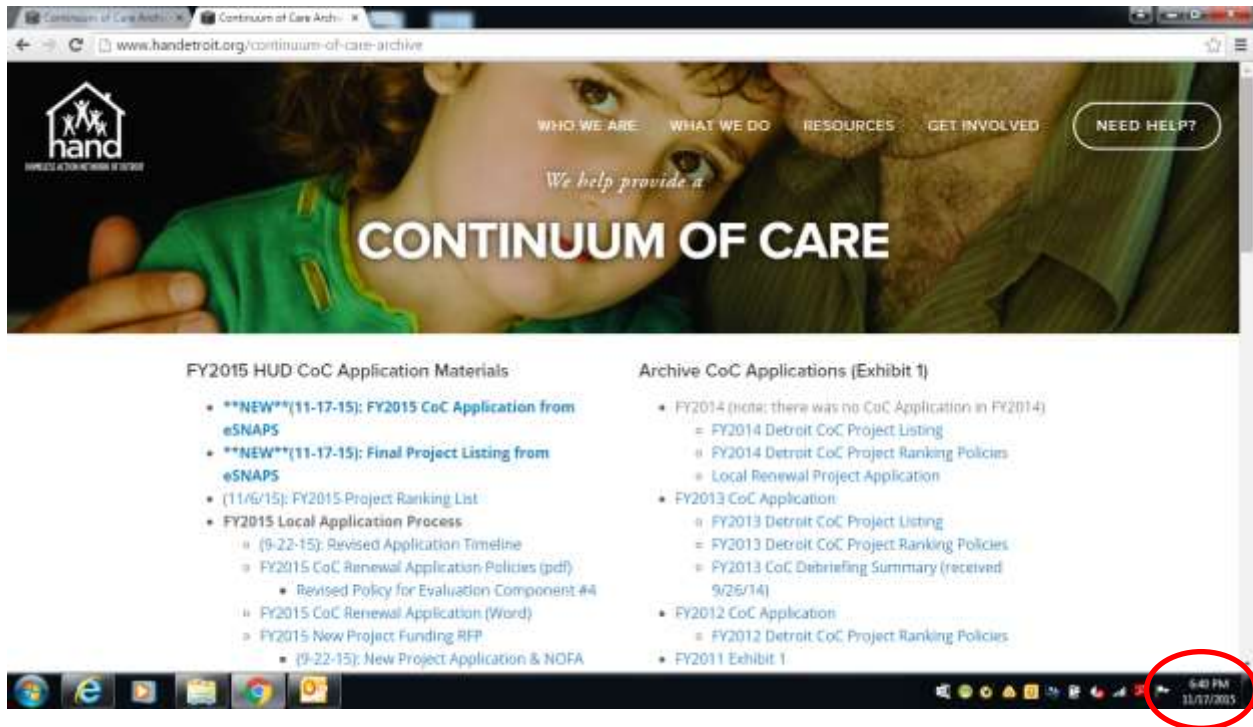 Continuum of Care Archi
Continuum of Care Archi
www.handetroit.org/continuum-of-care-archive
hand
HOMELESS ACTION NETWORK OF DETROIT
WHO WE ARE WHAT WE DO RESOURCES GET INVOLVED NEED HELP?
We help provide a
CONTINUUM OF CARE
FY2015 HUD CoC Application Materials
**NEW**(11-17-15): FY2015 CoC Application from
eSNAPS
**NEW**(11-17-15): Final Project Listing from
eSNAPS
(11/6/15): FY2015 Project Ranking List
FY2015 Local Application Process
(9-22-15): Revised Application Timeline
FY2015 CoC Renewal Application Policies (pdf)
Revised Policy for Evaluation Component #4
FY2015 CoC Renewal Application (Word)
FY2015 New Project Funding RFP
(9-22-15): New Project Application & NOFA
Archive CoC Applications (Exhibit 1)
FY2014 (note: there was no CoC Application in FY2014)
FY2014 Detroit CoC Project Listing
FY2014 Detroit CoC Project Ranking Policies
Local Renewal Project Application
FY2013 CoC Application
FY2013 Detroit CoC Project Listing
FY2013 Detroit CoC Project Ranking Policies
FY2013 CoC Debriefing Summary (received
9/26/14)
FY2012 CoC Application
FY2012 Detroit CoC Project Ranking Policies
FY2011 Exhibit 1
6:40 PM
11/17/2015